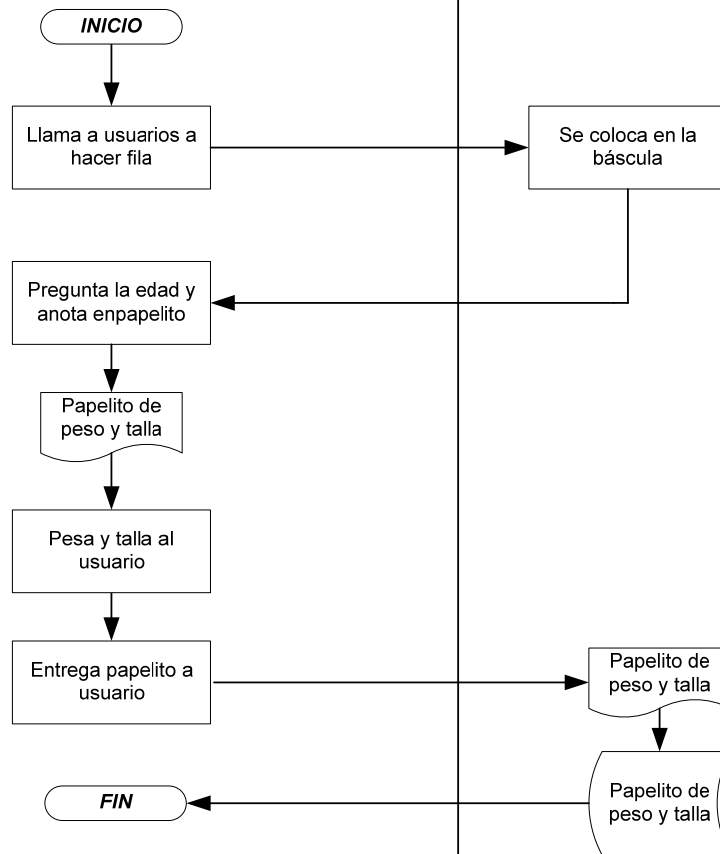 INICIO
Llama a usuarios a
hacer fila
Se coloca en la
báscula
Pregunta la edad y
anota enpapelito
Papelito de
peso y talla
Pesa y talla al
usuario
Entrega papelito a
usuario
Papelito de
peso y talla
Papelito de
peso y talla
FIN